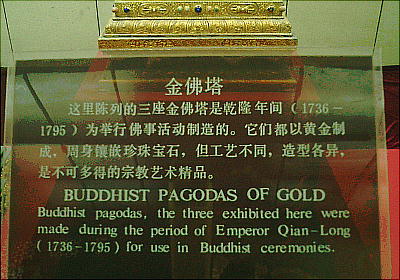 金佛塔
这里陈列的三座金佛塔是乾隆年间（1736－
1795）为举行佛事活动制造的。它们都以黄金制
成，周身镶嵌珍珠宝石，但工艺不同，造型各异，
是不可多得的宗教艺术精品。
BUDDHIST PAGODAS OF GOLD
Buddhist pagodas, the three exhibited here were
made during the period of Emperor Qian-Long
(1736-1795) for use in Buddhist ceremonies.